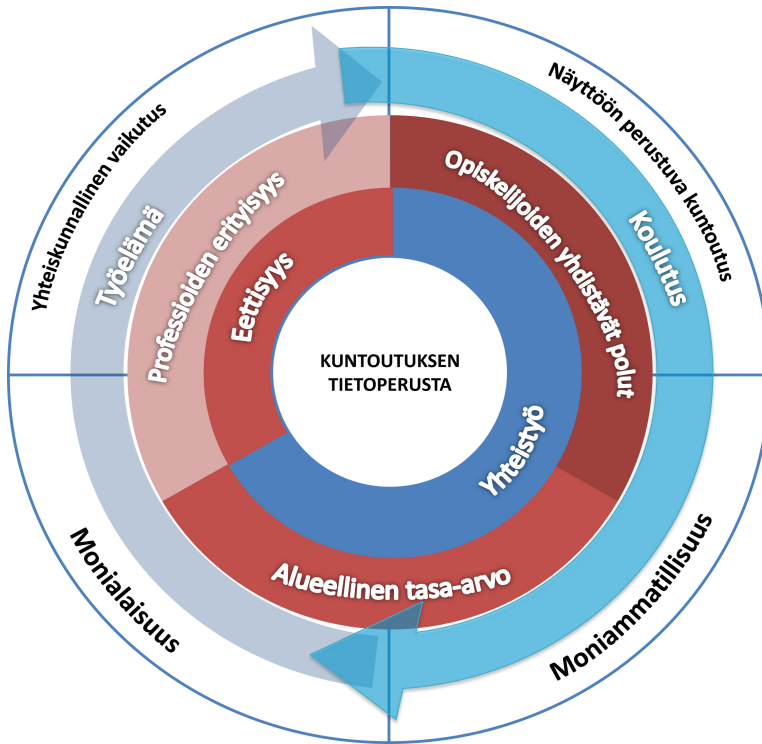 Yhteiskunnallinen vaikutus
Näyttöön perustuva kuntoutus
Työelämä
Koulutus
Professioiden erityisyys
Opiskelijoiden yhdistävät polut
Eettisyys
KUNTOUTUKSEN
TIETOPERUSTA
Yhteistyö
Alueellinen tasa-arvo
Monialaisuus
Moniammatillisuus